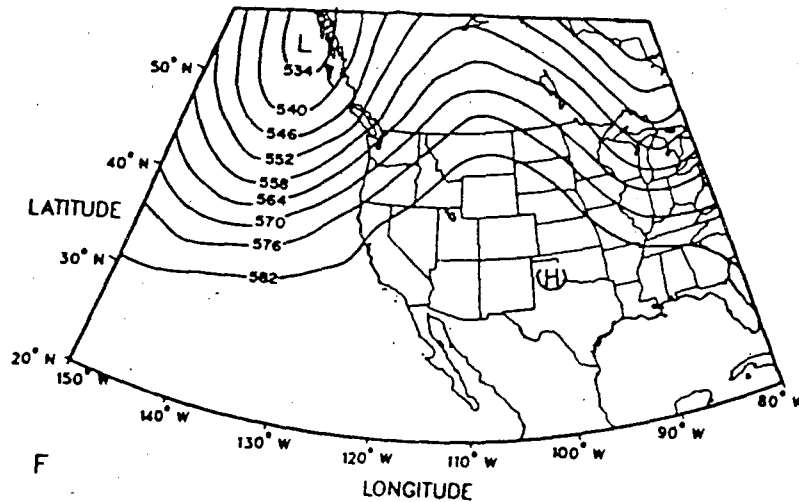 L
534
50° N
540
546
552
40° N
558
564
LATITUDE
570
576
30° N
582
(H)
20° N
150° W
140° W
130° W
120° W
110° W
100° W
90° W
80° W
F
LONGITUDE